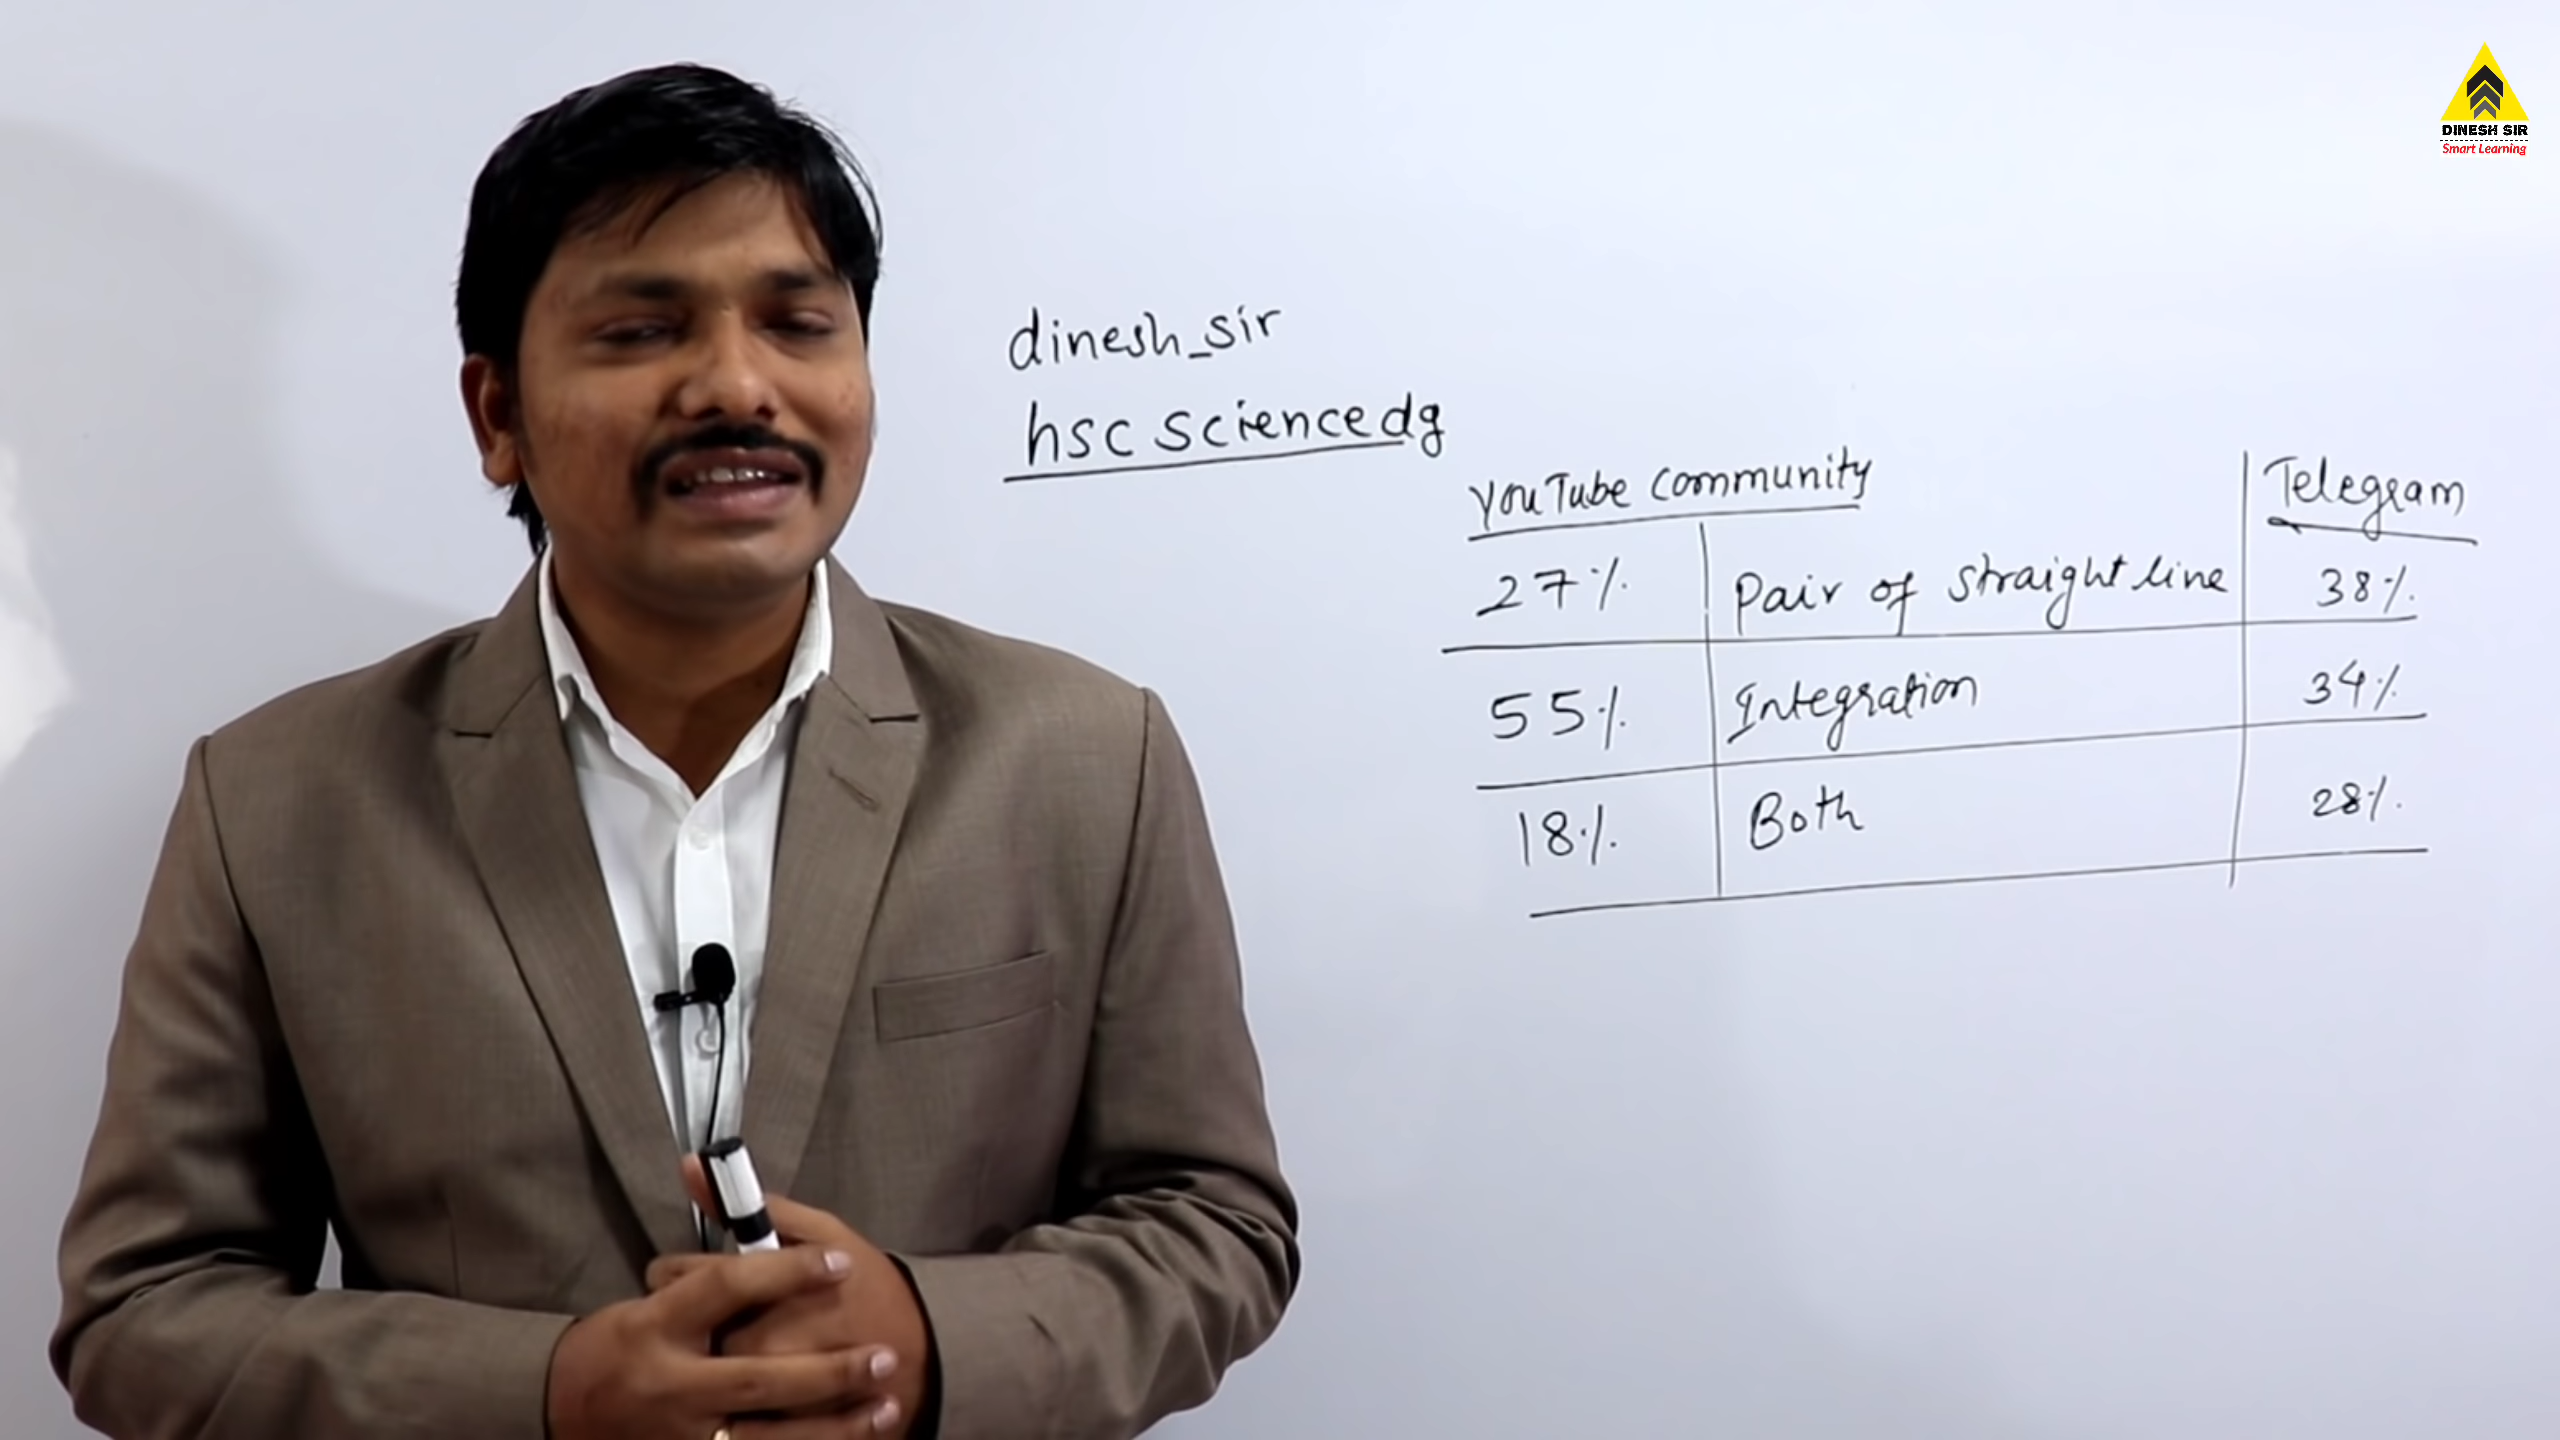 DINESH SIR
Smart Learning
dinesh_sir
hsc sciencedg
YouTube community Telegram
27% Pair of straight line 38%
55% Integration 34%
18% Both 28%